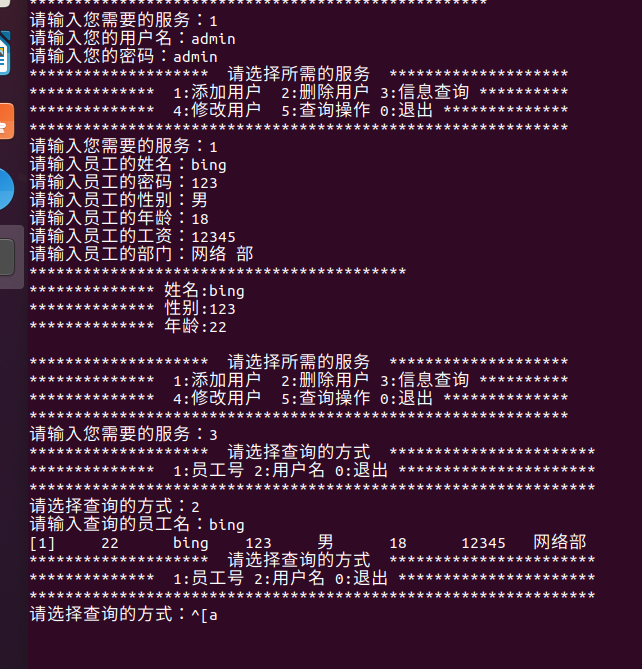 ***************************************************
请输入您需要的服务：1
请输入您的用户名：admin
请输入您的密码：admin
********************  请选择所需的服务  ********************
**************  1:添加用户  2:删除用户 3:信息查询 **********
**************  4:修改用户  5:查询操作 0:退出 **************
************************************************************
请输入您需要的服务：1
请输入员工的姓名：bing
请输入员工的密码：123
请输入员工的性别：男
请输入员工的年龄：18
请输入员工的工资：12345
请输入员工的部门：网络 部
******************************************
************** 姓名:bing
************** 性别:123
************** 年龄:22
********************  请选择所需的服务  ********************
**************  1:添加用户  2:删除用户 3:信息查询 **********
**************  4:修改用户  5:查询操作 0:退出 **************
************************************************************
请输入您需要的服务：3
********************  请选择查询的方式  ***********************
**************  1:员工号 2:用户名 0:退出 **********************
***************************************************************
请选择查询的方式：2
请输入查询的员工名：bing
[1]     22      bing    123     男      18      12345   网络部
********************  请选择查询的方式  ***********************
**************  1:员工号 2:用户名 0:退出 **********************
***************************************************************
请选择查询的方式：^[a